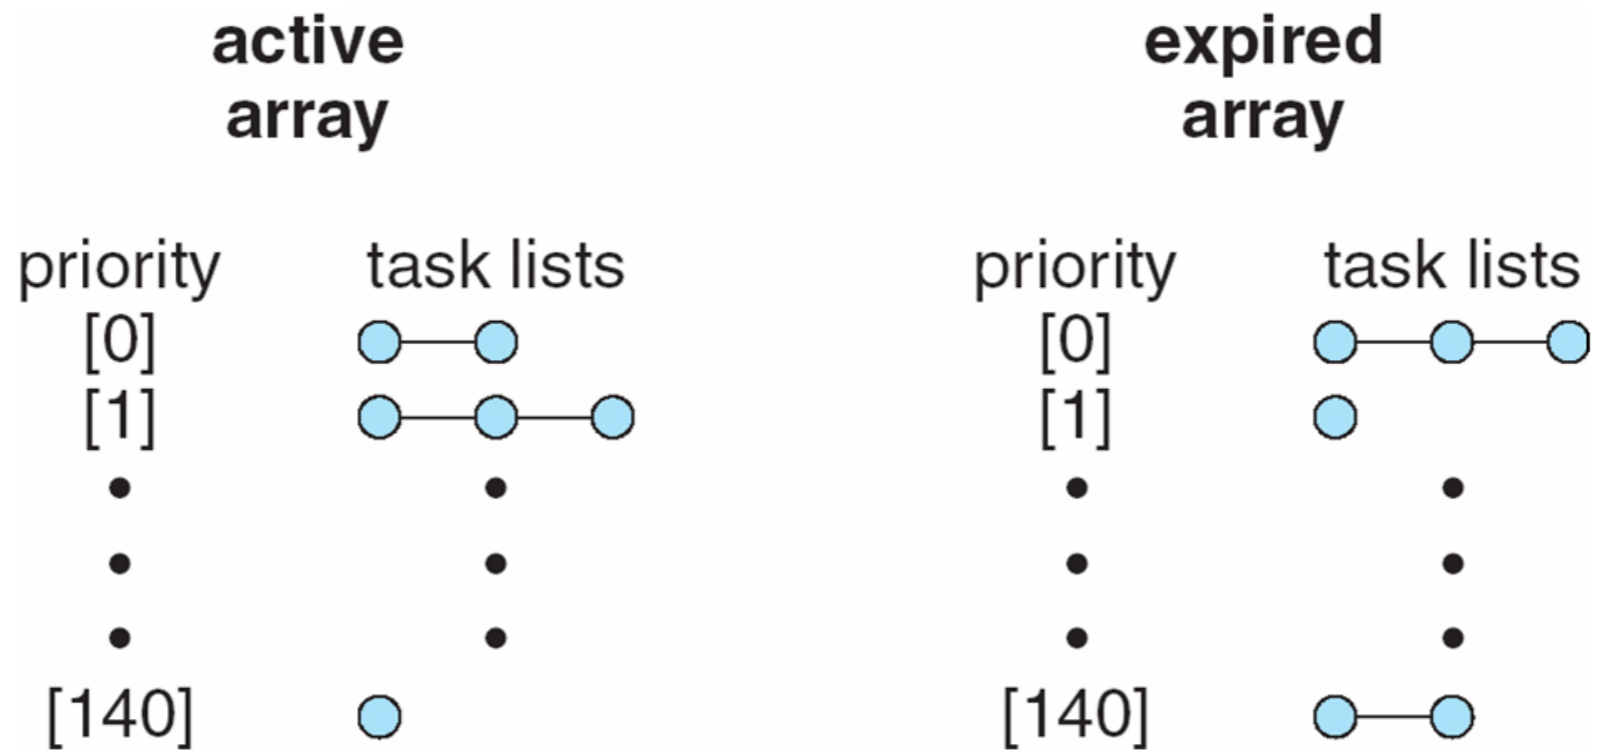 active
array
priority task lists
[0]
[1]
[140]
expired
array
priority task lists
[0]
[1]
[140]